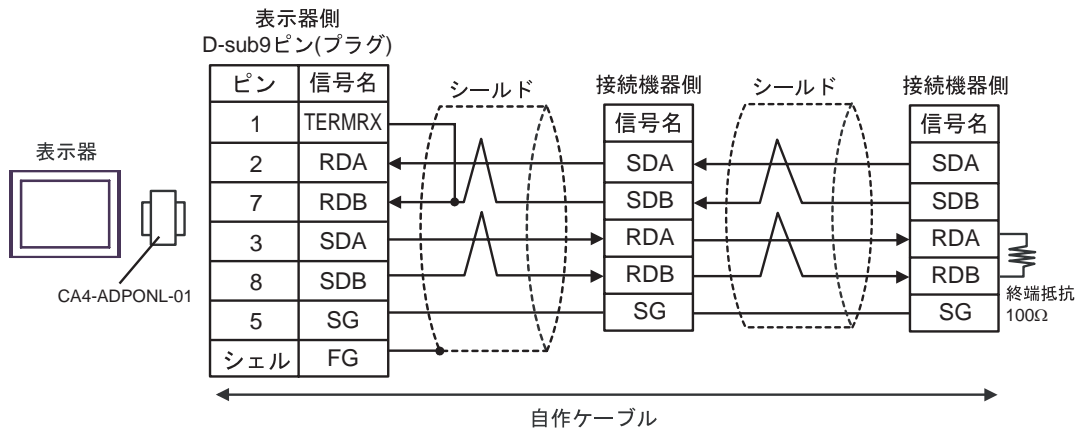 表示器側
D-sub9ピン(プラグ)
ピン 信号名
1 TERMRX
2 RDA
7 RDB
3 SDA
8 SDB
5 SG
シェル FG
表示器
CA4-ADPONL-01
シールド
接続機器側
信号名
SDA
SDB
RDA
RDB
SG
シールド
接続機器側
信号名
SDA
SDB
RDA
RDB
SG
終端抵抗
100Ω
自作ケーブル